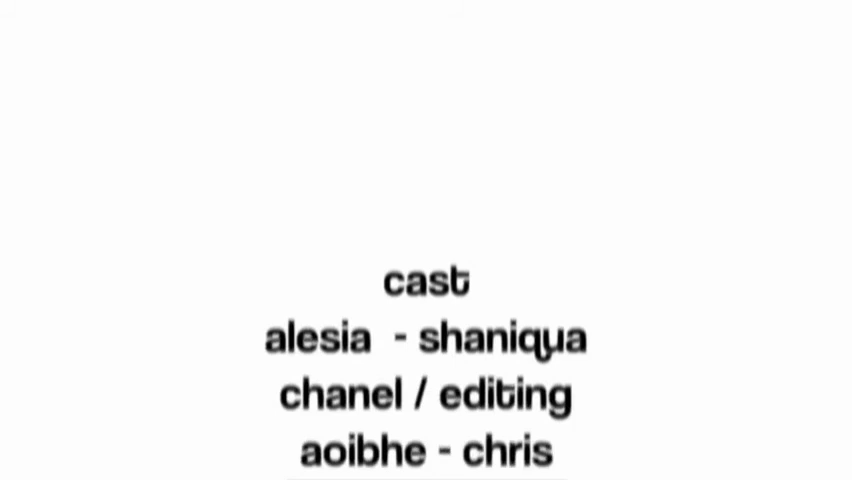 cast
alesia - shaniqua
chanel / editing
aoibhe - chris